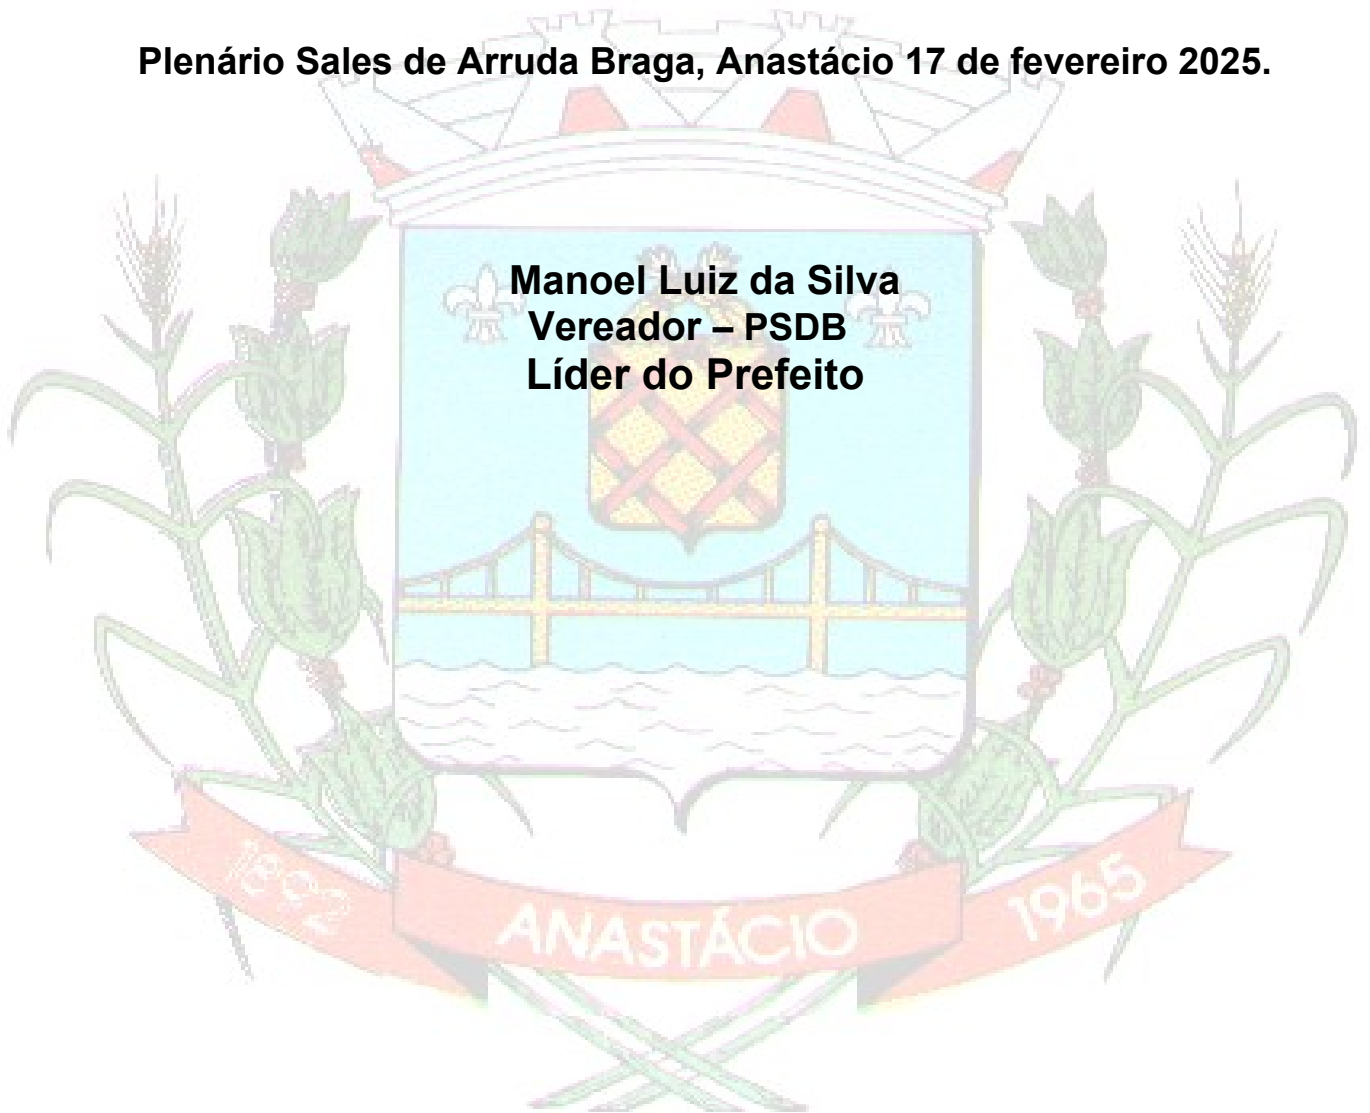 Plenário Sales de Arruda Braga, Anastácio 17 de fevereiro 2025.
Manoel Luiz da Silva
Vereador – PSDB
Líder do Prefeito
1892
ANASTÁCIO
1965